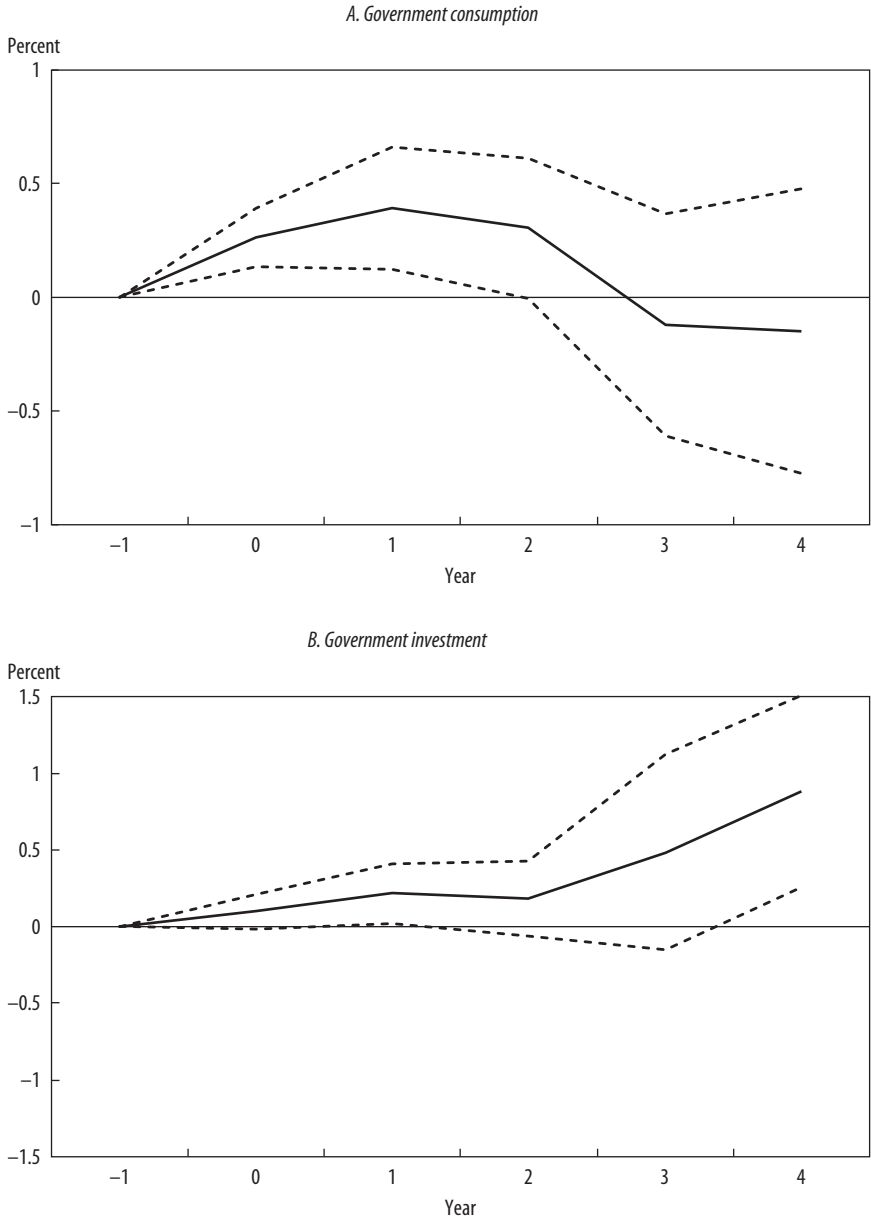 A. Government consumption
Percent
1
0.5
0
–0.5
–1
–1 0 1 2 3 4
Year
B. Government investment
Percent
1.5
1
0.5
0
–0.5
–1
–1.5
–1 0 1 2 3 4
Year